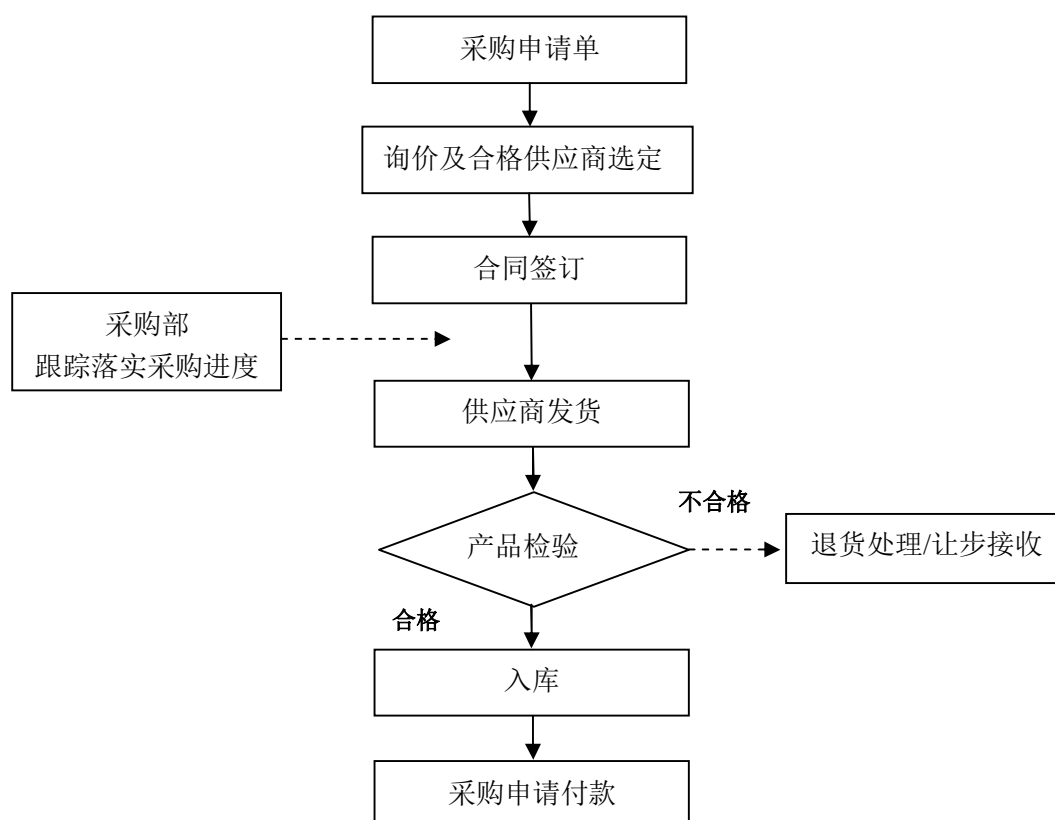 采购申请单
询价及合格供应商选定
合同签订
采购部
跟踪落实采购进度
供应商发货
不合格
产品检验
退货处理/让步接收
合格
入库
采购申请付款